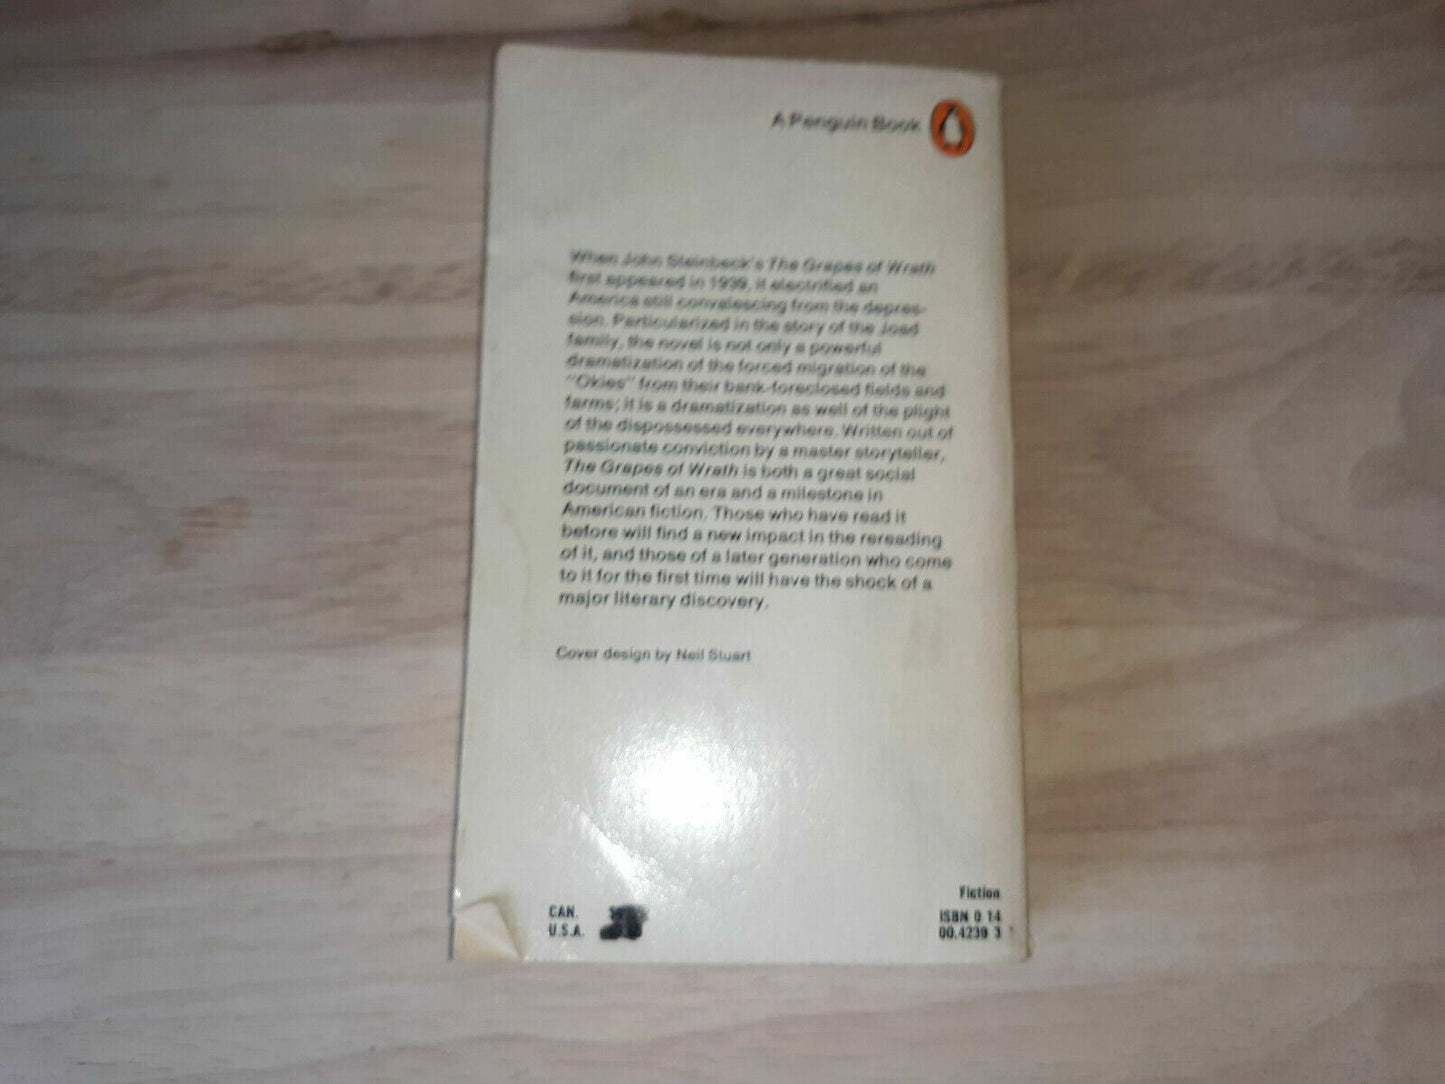 A Penguin Book
When John Steinbeck's The Grapes of Wrath
first appeared in 1939, it electrified an
America still convalescing from the depres-
sion. Particularized in the story of the Joad
family, the novel is not only a powerful
dramatization of the forced migration of the
"Okies" from their bank-foreclosed fields and
farms; it is a dramatization as well of the plight
of the dispossessed everywhere. Written out of
passionate conviction by a master storyteller,
The Grapes of Wrath is both a great social
document of an era and a milestone in
American fiction. Those who have read it
before will find a new impact in the rereading
of it, and those of a later generation who come
to it for the first time will have the shock of a
major literary discovery.
Cover design by Neil Stuart
CAN.
U.S.A.
Fiction
ISBN 0 14
00.4239 3